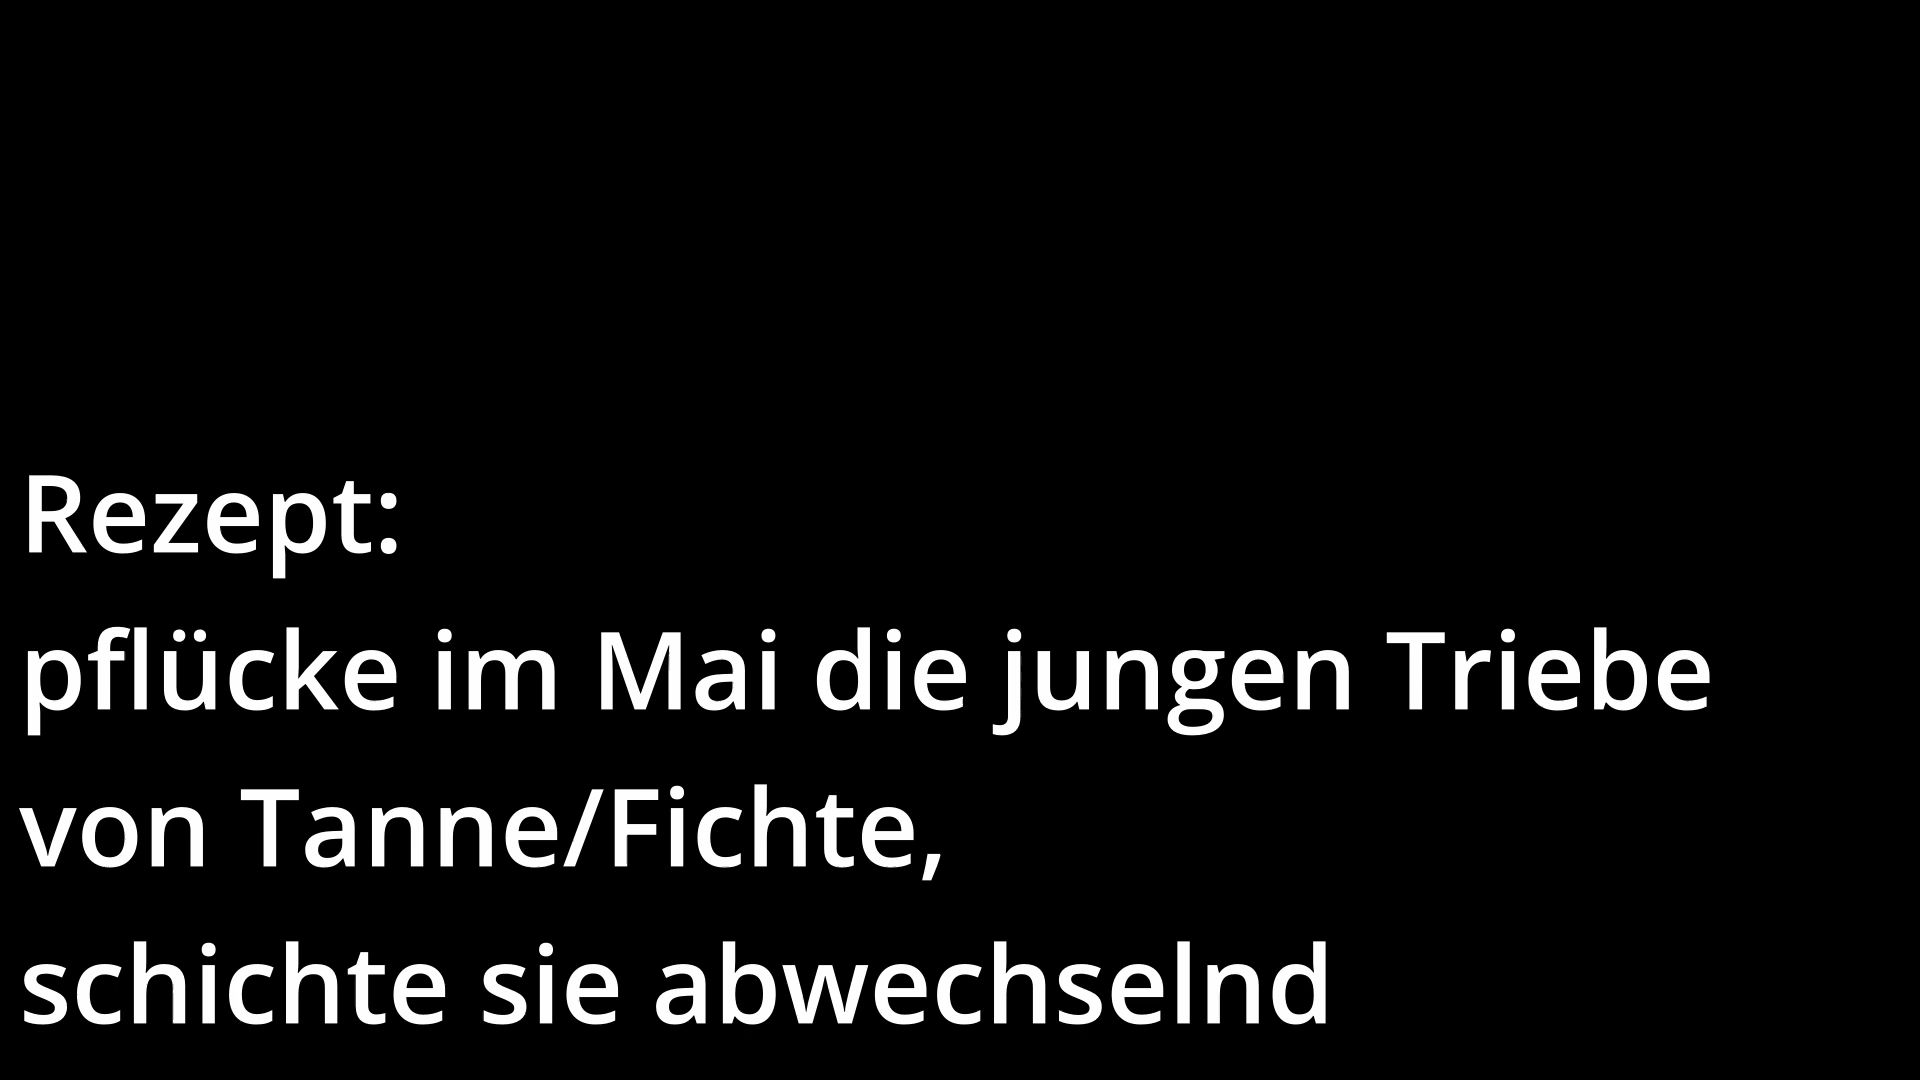 Rezept:
pflücke im Mai die jungen Triebe
von Tanne/Fichte,
schichte sie abwechselnd